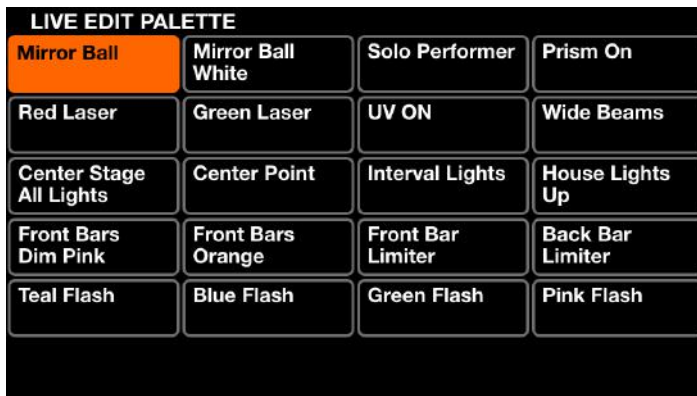 LIVE EDIT PALETTE
Mirror Ball
Mirror Ball
White
Solo Performer
Prism On
Red Laser
Green Laser
UV ON
Wide Beams
Center Stage
All Lights
Center Point
Interval Lights
House Lights
Up
Front Bars
Dim Pink
Front Bars
Orange
Front Bar
Limiter
Back Bar
Limiter
Teal Flash
Blue Flash
Green Flash
Pink Flash